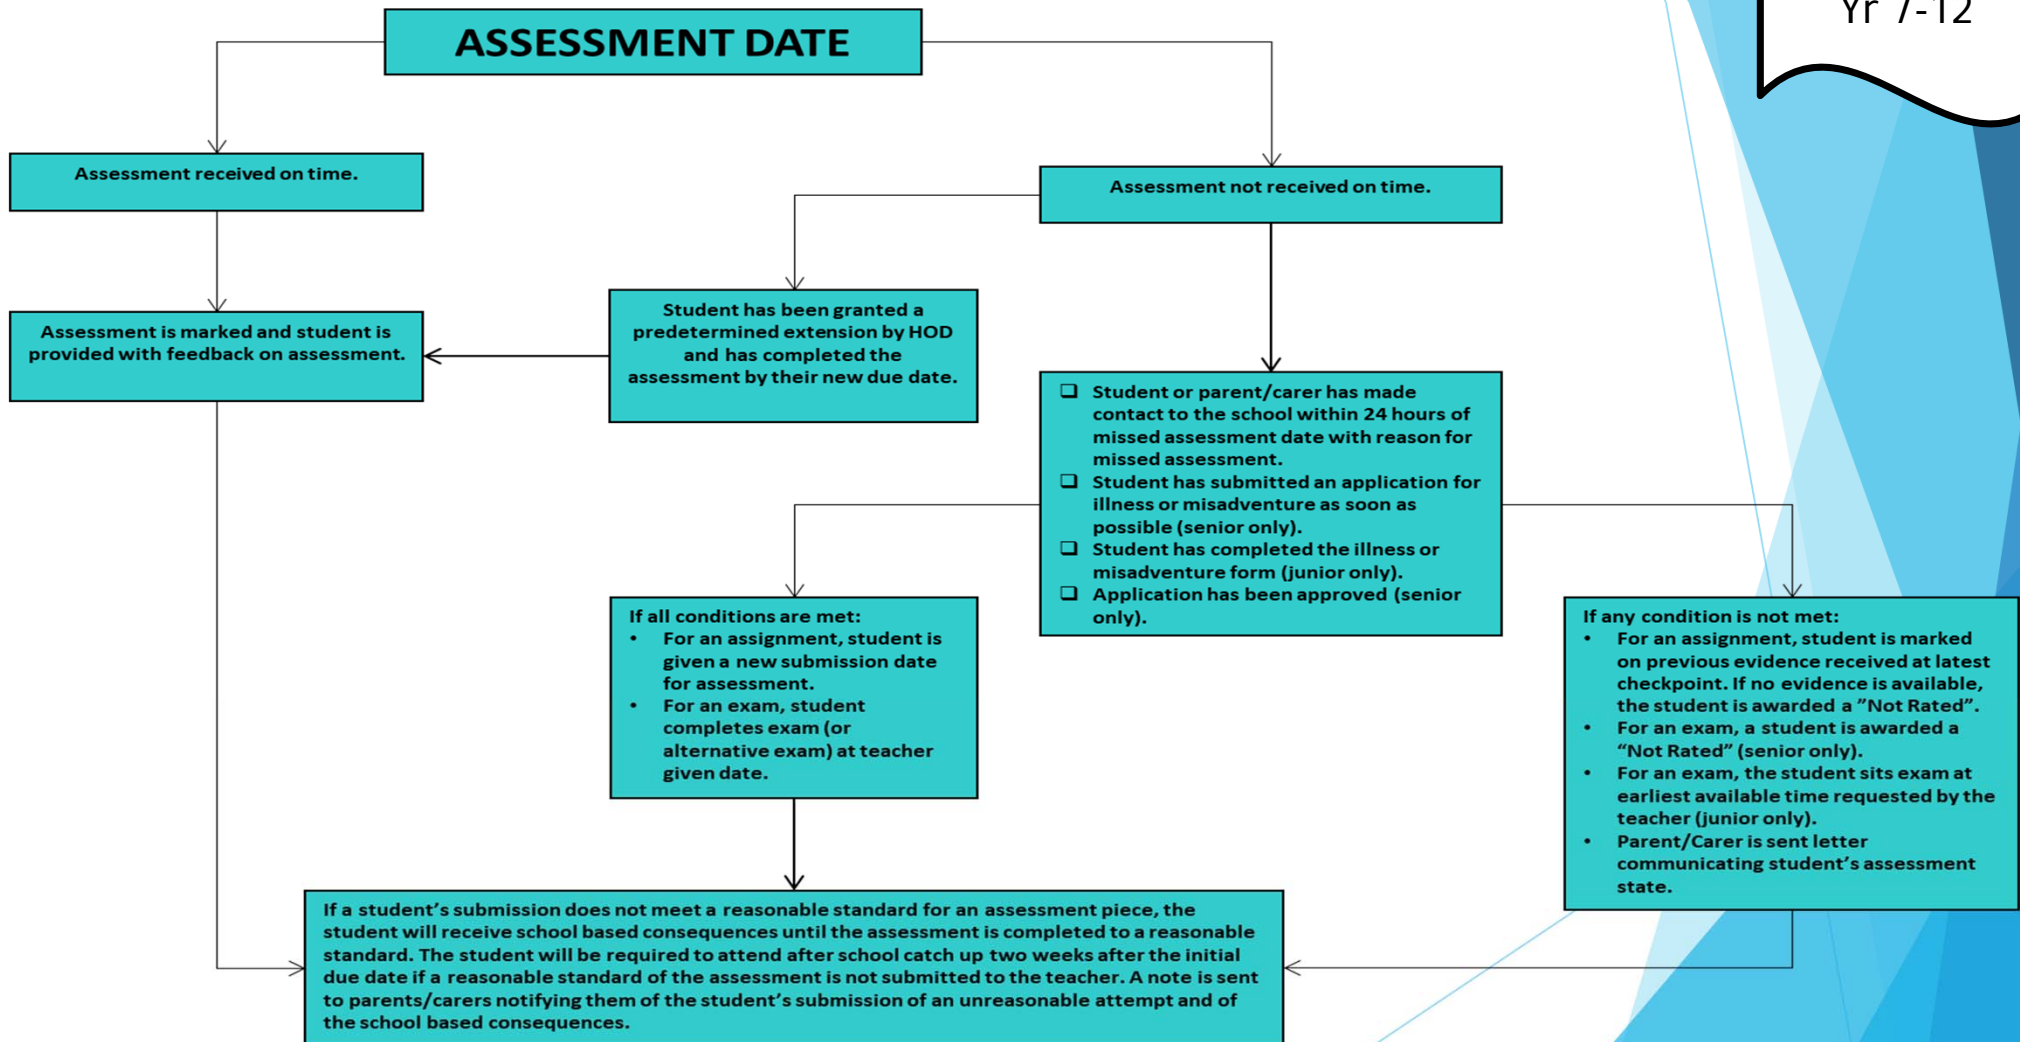 Yr 7-12
ASSESSMENT DATE
Assessment received on time.
Assessment not received on time.
Assessment is marked and student is
provided with feedback on assessment.
Student has been granted a
predetermined extension by HOD
and has completed the
assessment by their new due date.
❑ Student or parent/carer has made
contact to the school within 24 hours of
missed assessment date with reason for
missed assessment.
❑ Student has submitted an application for
illness or misadventure as soon as
possible (senior only).
❑ Student has completed the illness or
misadventure form (junior only).
❑ Application has been approved (senior
only).
If all conditions are met:
• For an assignment, student is
given a new submission date
for assessment.
• For an exam, student
completes exam (or
alternative exam) at teacher
given date.
If any condition is not met:
• For an assignment, student is marked
on previous evidence received at latest
checkpoint. If no evidence is available,
the student is awarded a ”Not Rated”.
• For an exam, a student is awarded a
“Not Rated” (senior only).
• For an exam, the student sits exam at
earliest available time requested by the
teacher (junior only).
• Parent/Carer is sent letter
communicating student’s assessment
state.
If a student’s submission does not meet a reasonable standard for an assessment piece, the
student will receive school based consequences until the assessment is completed to a reasonable
standard. The student will be required to attend after school catch up two weeks after the initial
due date if a reasonable standard of the assessment is not submitted to the teacher. A note is sent
to parents/carers notifying them of the student’s submission of an unreasonable attempt and of
the school based consequences.